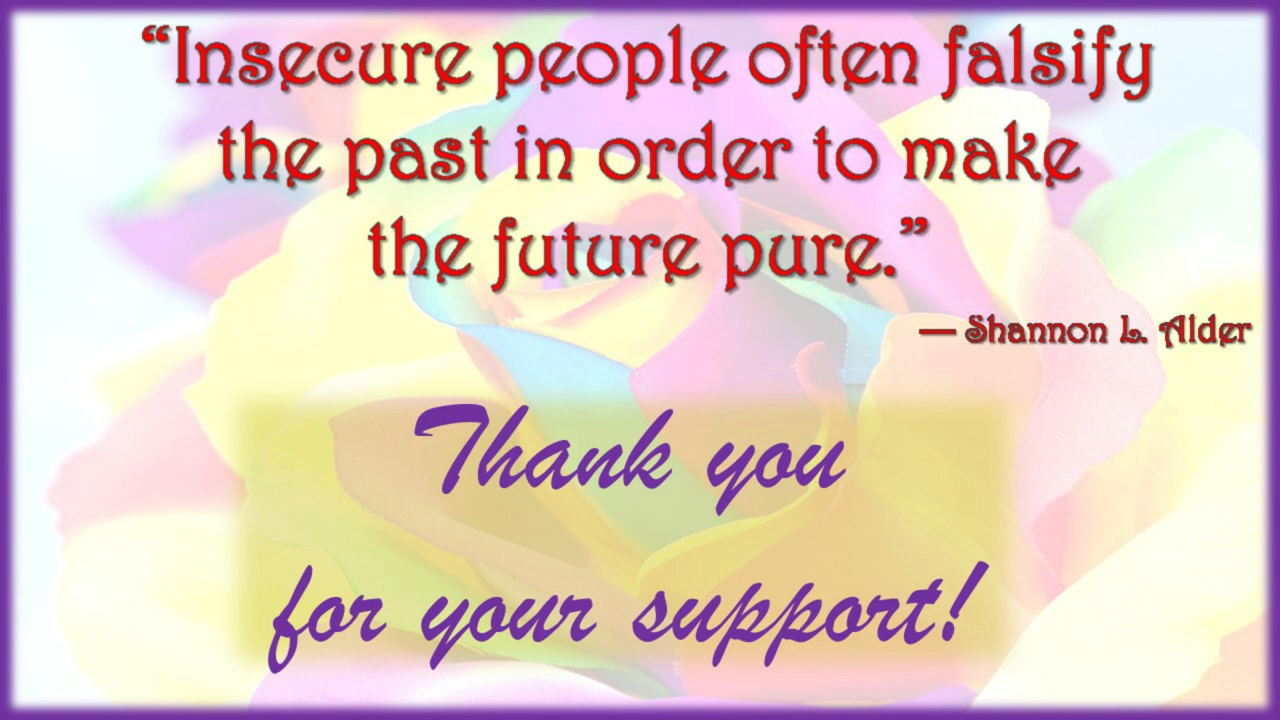 “Insecure people often falsify
the past in order to make
the future pure.”
— Shannon L. Alder
Thank you
for your support!